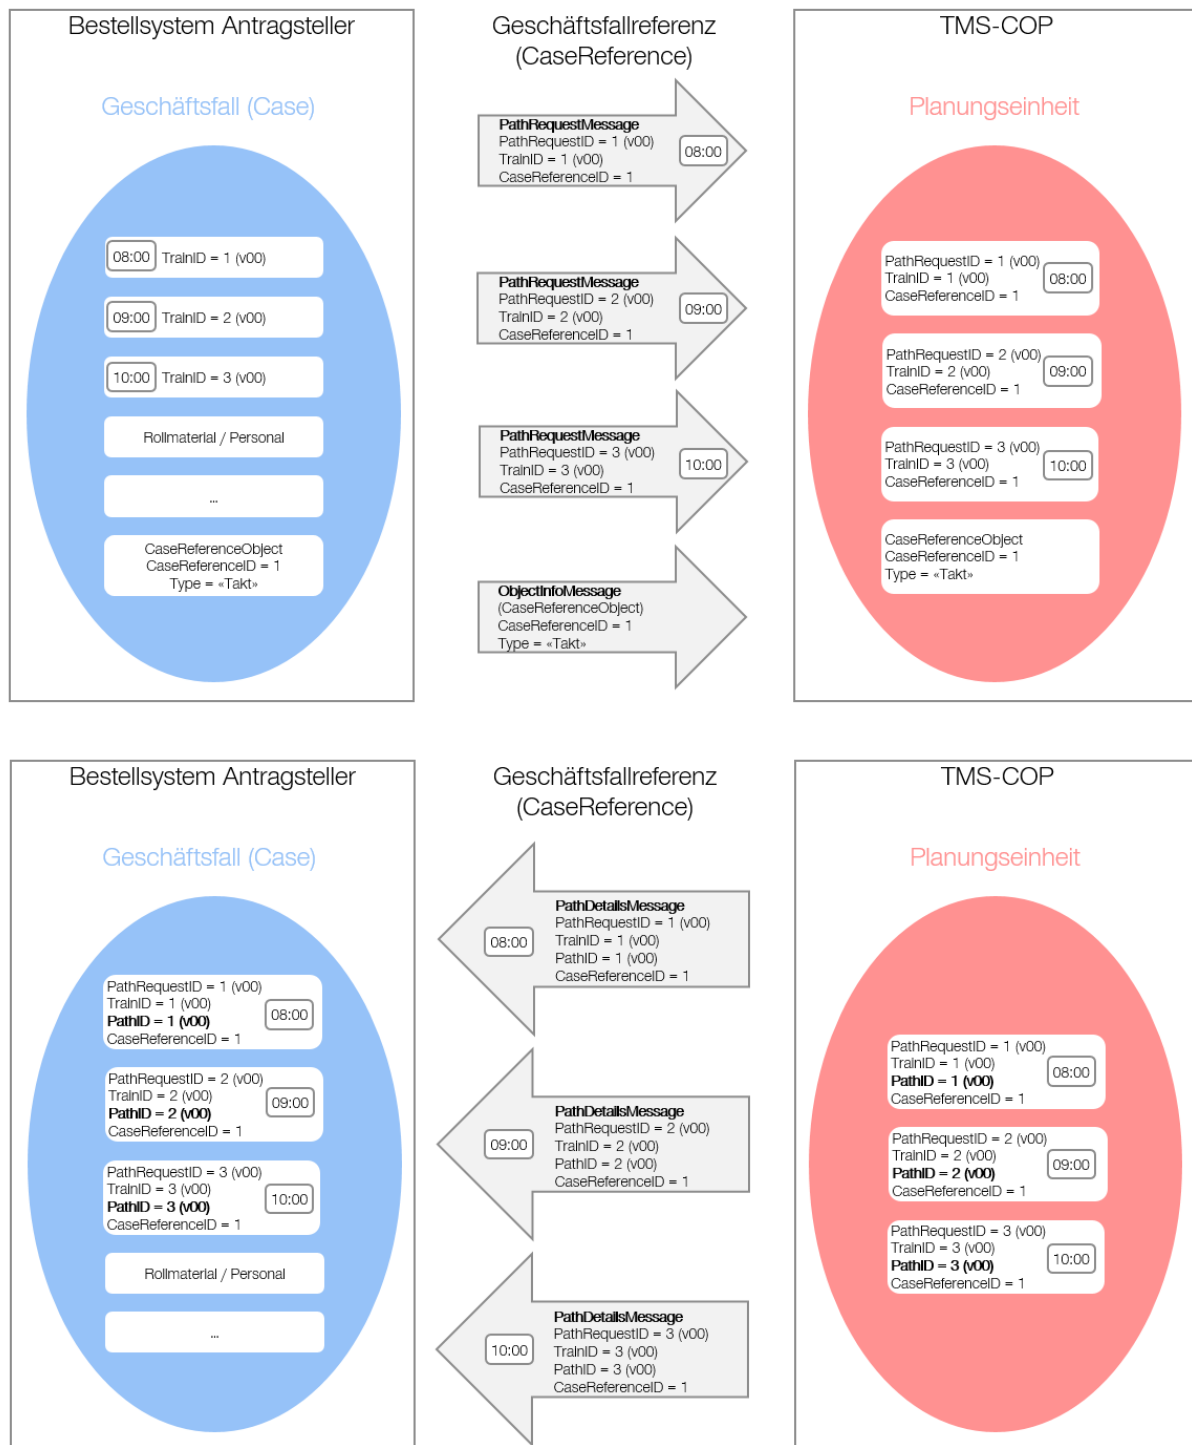 Bestellsystem Antragsteller
Geschäftsfall (Case)
08:00 TrainID = 1 (v00)
09:00 TrainID = 2 (v00)
10:00 TrainID = 3 (v00)
Rollmaterial / Personal
...
CaseReferenceObject
CaseReferenceID = 1
Type = «Takt»
Geschäftsfallreferenz
(CaseReference)
PathRequestMessage
PathRequestID = 1 (v00)
TrainID = 1 (v00)
CaseReferenceID = 1
08:00
PathRequestMessage
PathRequestID = 2 (v00)
TrainID = 2 (v00)
CaseReferenceID = 1
09:00
PathRequestMessage
PathRequestID = 3 (v00)
TrainID = 3 (v00)
CaseReferenceID = 1
10:00
ObjectInfoMessage
(CaseReferenceObject)
CaseReferenceID = 1
Type = «Takt»
TMS-COP
Planungseinheit
PathRequestID = 1 (v00)
TrainID = 1 (v00)
CaseReferenceID = 1
08:00
PathRequestID = 2 (v00)
TrainID = 2 (v00)
CaseReferenceID = 1
09:00
PathRequestID = 3 (v00)
TrainID = 3 (v00)
CaseReferenceID = 1
10:00
CaseReferenceObject
CaseReferenceID = 1
Type = «Takt»
Bestellsystem Antragsteller
Geschäftsfall (Case)
PathRequestID = 1 (v00)
TrainID = 1 (v00)
PathID = 1 (v00)
CaseReferenceID = 1
08:00
PathRequestID = 2 (v00)
TrainID = 2 (v00)
PathID = 2 (v00)
CaseReferenceID = 1
09:00
PathRequestID = 3 (v00)
TrainID = 3 (v00)
PathID = 3 (v00)
CaseReferenceID = 1
10:00
Rollmaterial / Personal
...
Geschäftsfallreferenz
(CaseReference)
08:00
PathDetailsMessage
PathRequestID = 1 (v00)
TrainID = 1 (v00)
PathID = 1 (v00)
CaseReferenceID = 1
09:00
PathDetailsMessage
PathRequestID = 2 (v00)
TrainID = 2 (v00)
PathID = 2 (v00)
CaseReferenceID = 1
10:00
PathDetailsMessage
PathRequestID = 3 (v00)
TrainID = 3 (v00)
PathID = 3 (v00)
CaseReferenceID = 1
TMS-COP
Planungseinheit
PathRequestID = 1 (v00)
TrainID = 1 (v00)
PathID = 1 (v00)
CaseReferenceID = 1
08:00
PathRequestID = 2 (v00)
TrainID = 2 (v00)
PathID = 2 (v00)
CaseReferenceID = 1
09:00
PathRequestID = 3 (v00)
TrainID = 3 (v00)
PathID = 3 (v00)
CaseReferenceID = 1
10:00